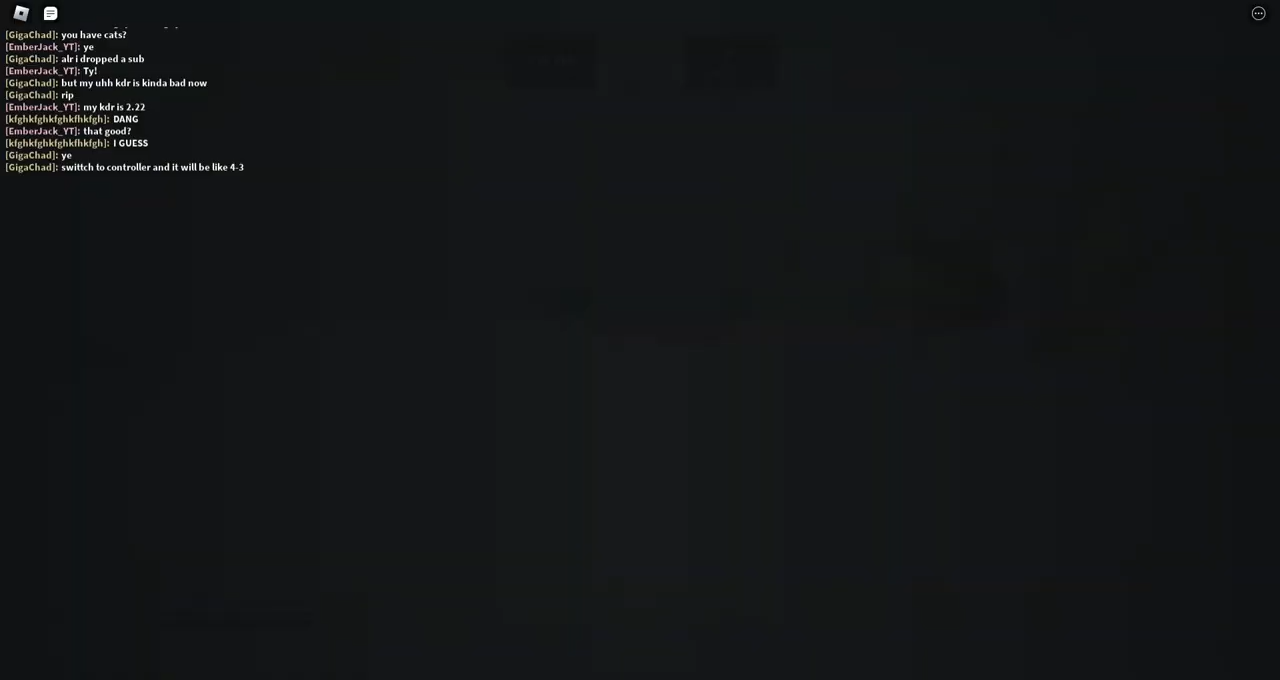 [GigaChad]: you have cats?
[EmberJack_YT]: ye
[GigaChad]: alr i dropped a sub
[EmberJack_YT]: Ty!
[GigaChad]: but my uhh kdr is kinda bad now
[GigaChad]: rip
[EmberJack_YT]: my kdr is 2.22
[kfghkfghkfghkfhkfgh]: DANG
[EmberJack_YT]: that good?
[kfghkfghkfghkfhkfgh]: I GUESS
[GigaChad]: ye
[GigaChad]: swittch to controller and it will be like 4-3